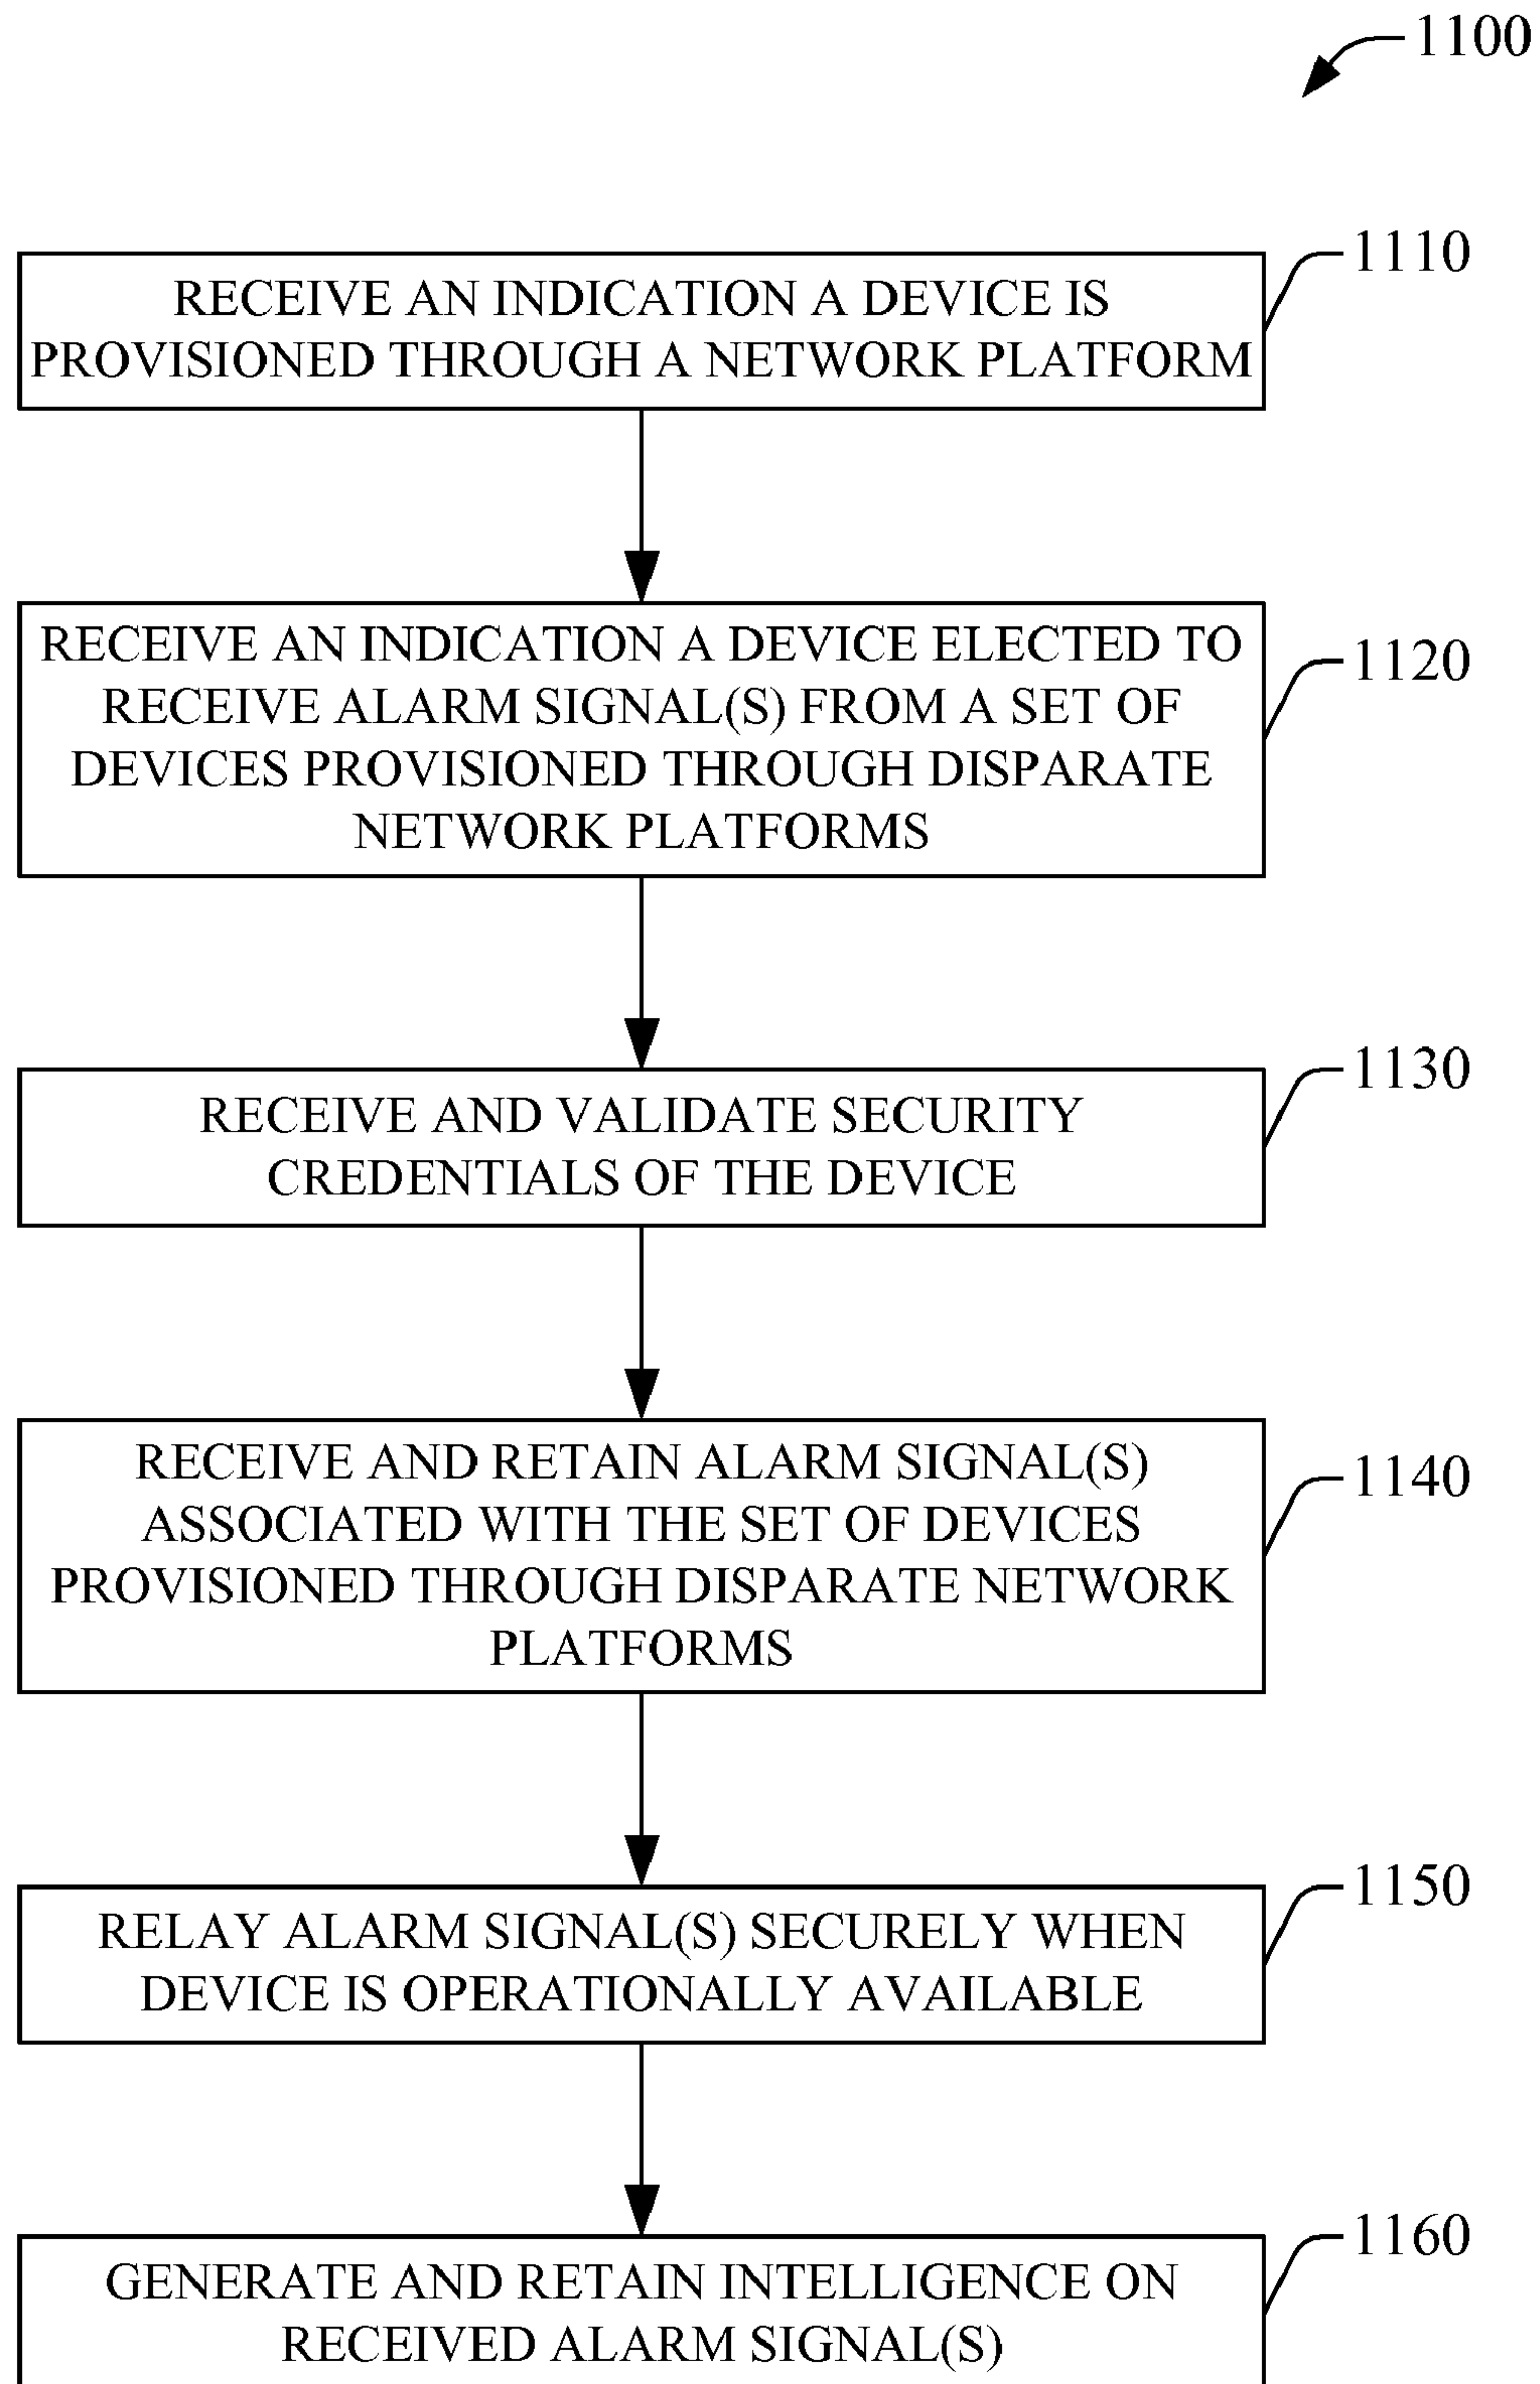 1100
1110
RECEIVE AN INDICATION A DEVICE IS
PROVISIONED THROUGH A NETWORK PLATFORM
1120
RECEIVE AN INDICATION A DEVICE ELECTED TO
RECEIVE ALARM SIGNAL(S) FROM A SET OF
DEVICES PROVISIONED THROUGH DISPARATE
NETWORK PLATFORMS
1130
RECEIVE AND VALIDATE SECURITY
CREDENTIALS OF THE DEVICE
1140
RECEIVE AND RETAIN ALARM SIGNAL(S)
ASSOCIATED WITH THE SET OF DEVICES
PROVISIONED THROUGH DISPARATE NETWORK
PLATFORMS
1150
RELAY ALARM SIGNAL(S) SECURELY WHEN
DEVICE IS OPERATIONALLY AVAILABLE
1160
GENERATE AND RETAIN INTELLIGENCE ON
RECEIVED ALARM SIGNAL(S)